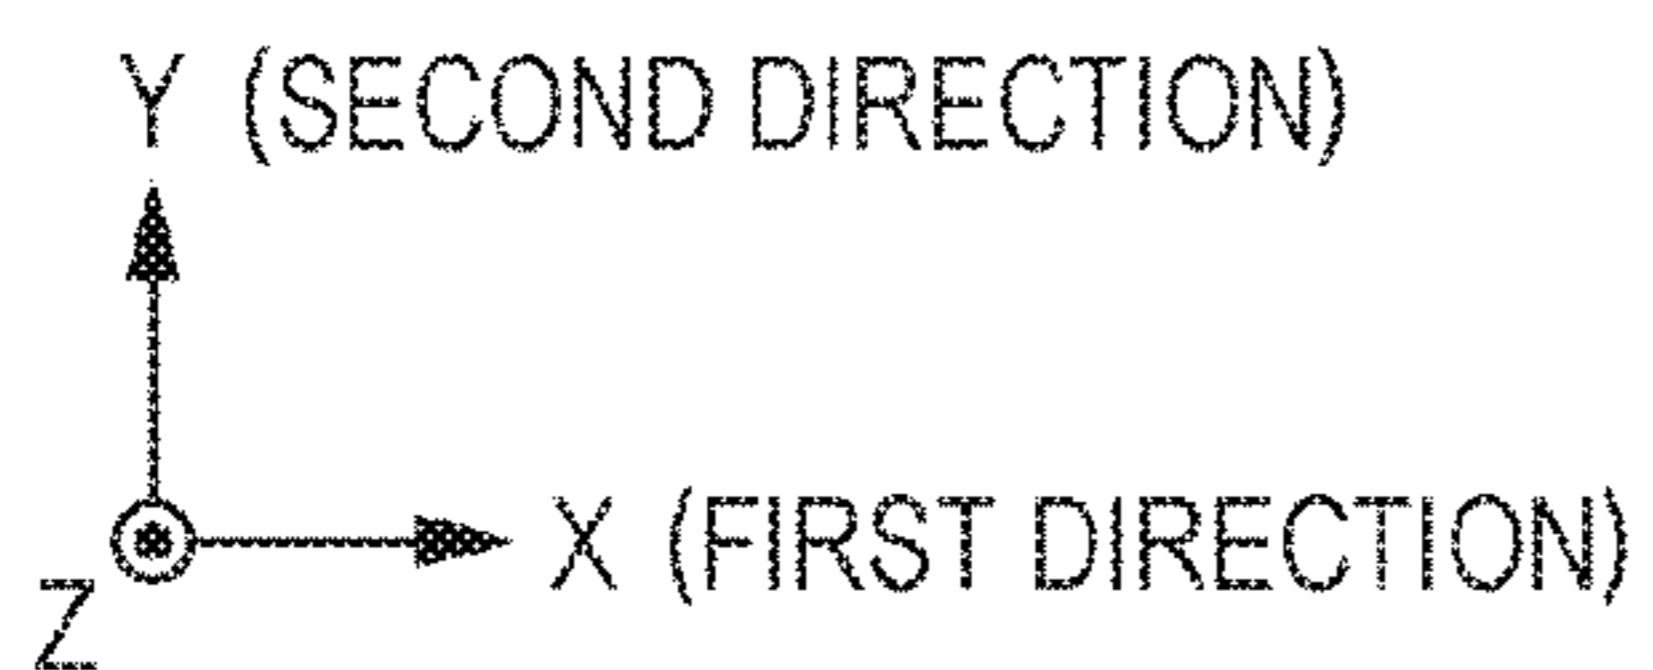 Y (SECOND DIRECTION)
X (FIRST DIRECTION)
Z